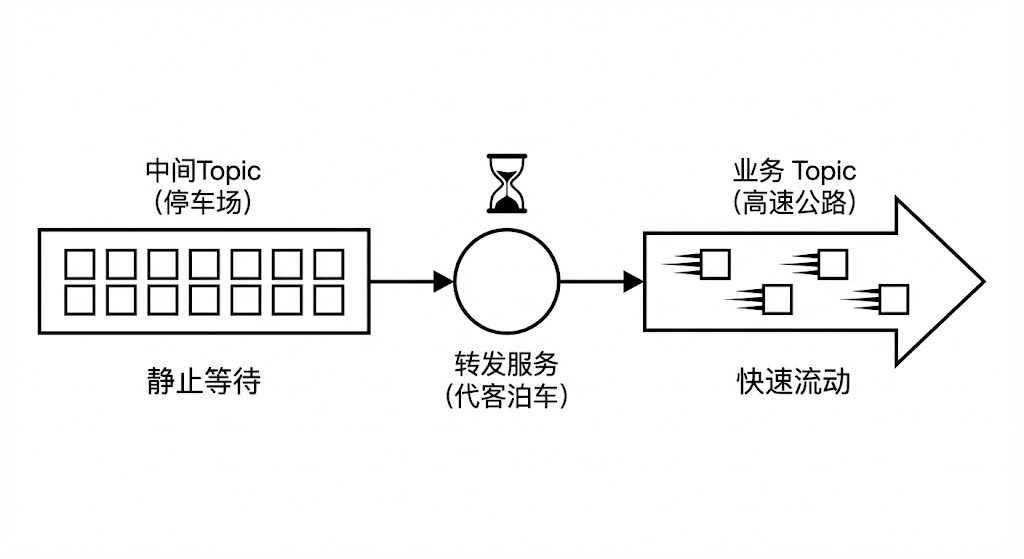 中间Topic
（停车场）
静止等待
转发服务
（代客泊车）
业务 Topic
（高速公路）
快速流动